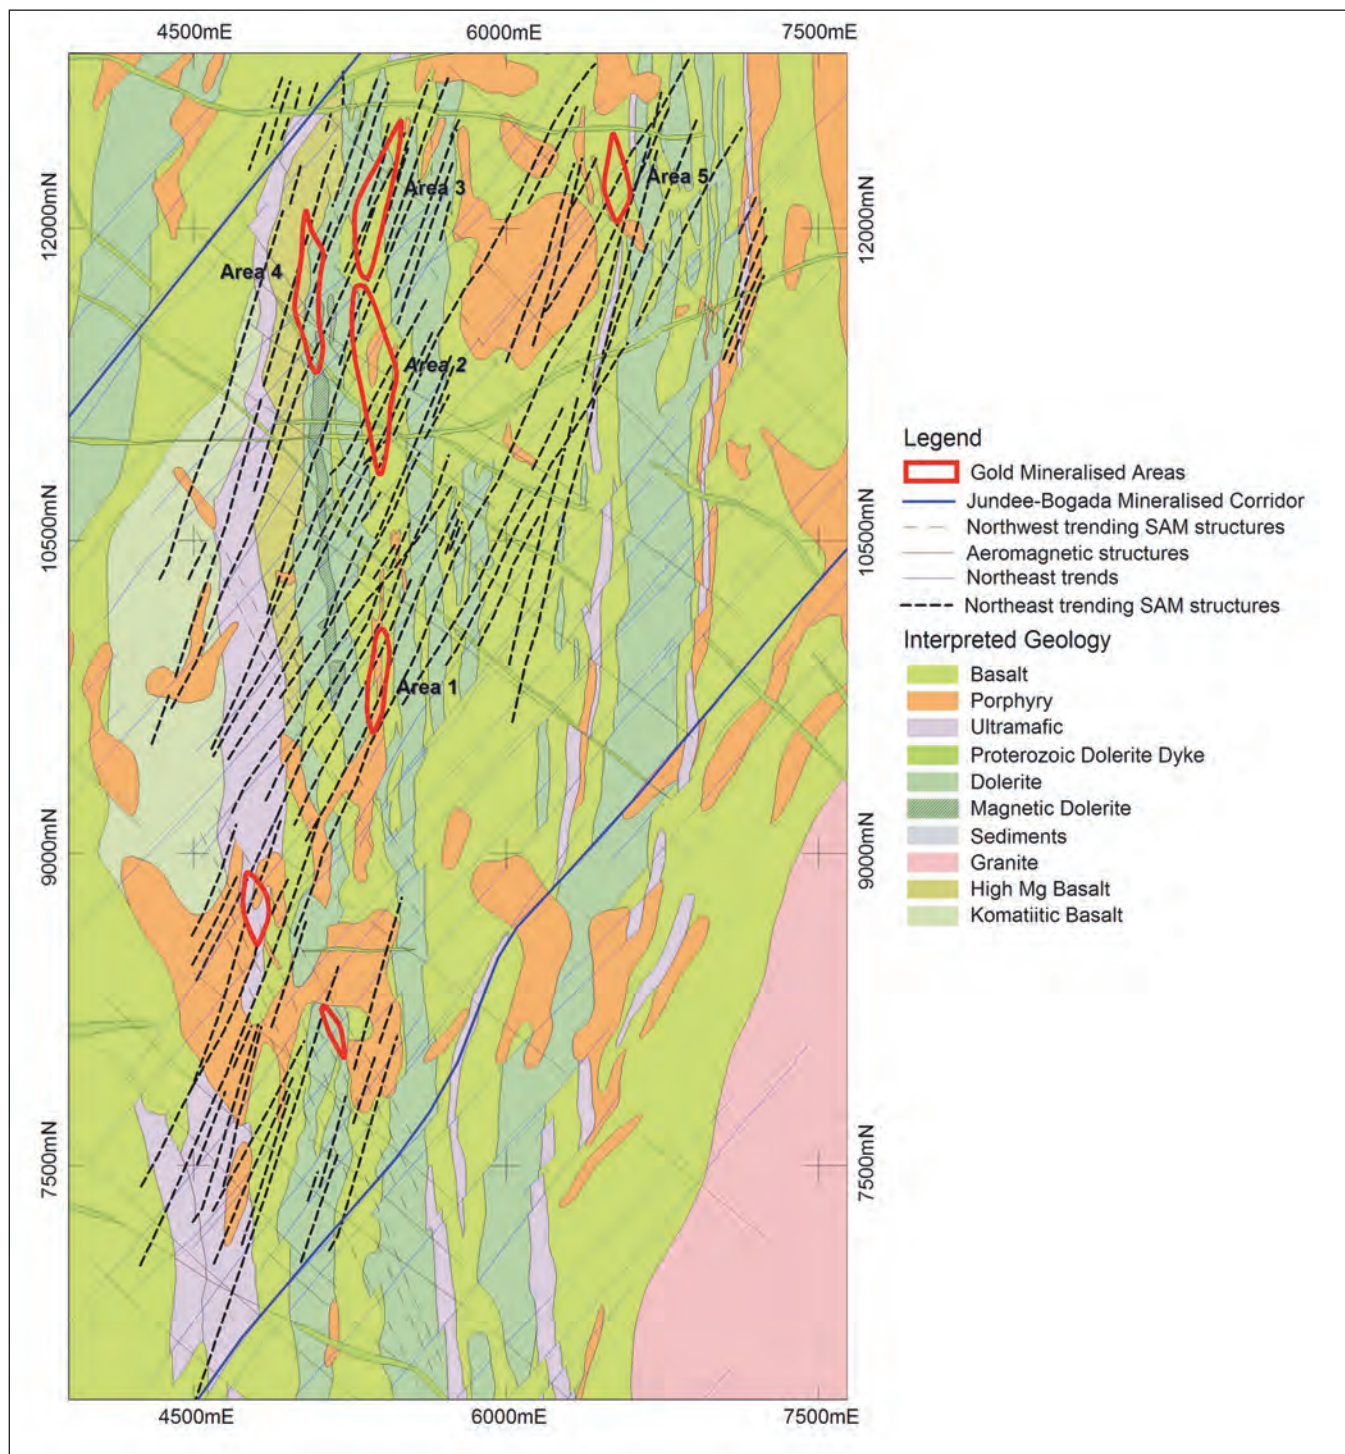 4500mE 6000mE 7500mE
12000mN 12000mN
Area 3
Area 5
Area 4
Area 2
10500mN 10500mN
Area 1
9000mN 9000mN
7500mN 7500mN
4500mE 6000mE 7500mE
Legend
Gold Mineralised Areas
Jundee-Bogada Mineralised Corridor
Northwest trending SAM structures
Aeromagnetic structures
Northeast trends
Northeast trending SAM structures
Interpreted Geology
Basalt
Porphyry
Ultramafic
Proterozoic Dolerite Dyke
Dolerite
Magnetic Dolerite
Sediments
Granite
High Mg Basalt
Komatiitic Basalt